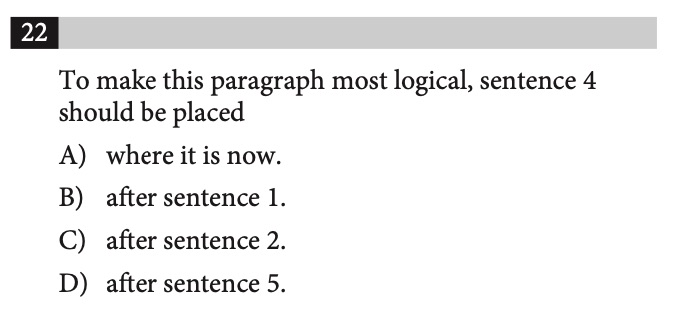 22
To make this paragraph most logical, sentence 4
should be placed
A) where it is now.
B) after sentence 1.
C) after sentence 2.
D) after sentence 5.